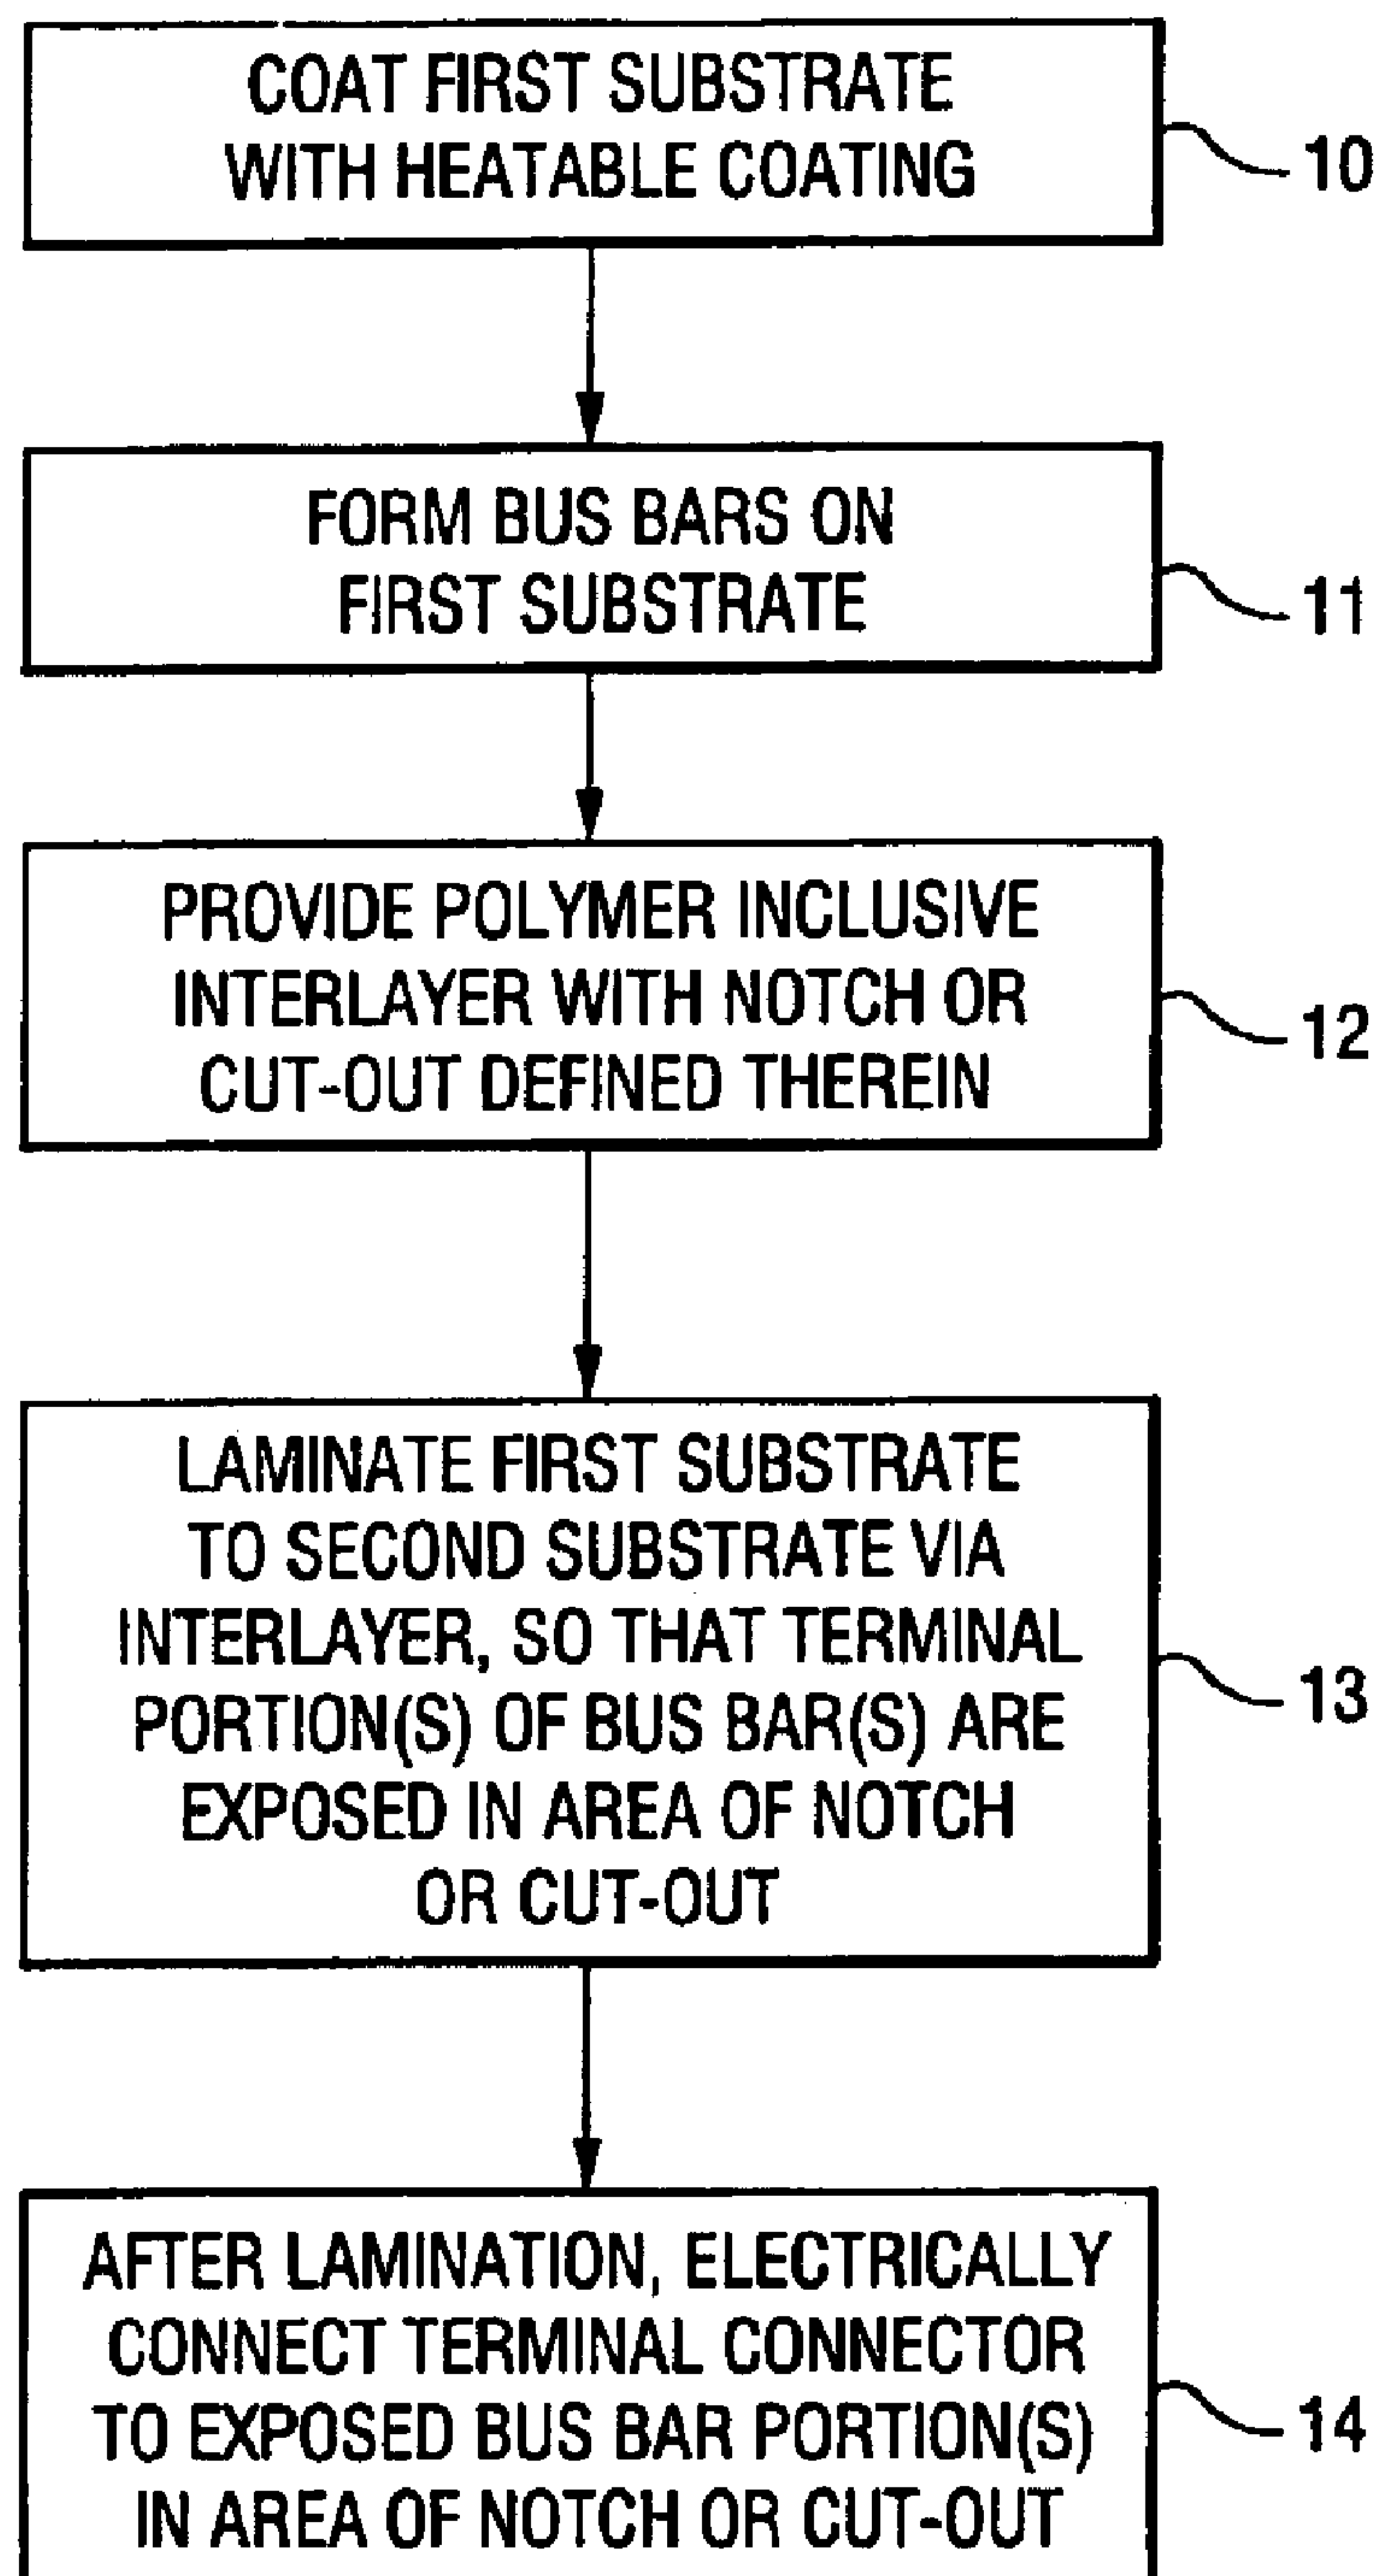 COAT FIRST SUBSTRATE
WITH HEATABLE COATING
10
FORM BUS BARS ON
FIRST SUBSTRATE
11
PROVIDE POLYMER INCLUSIVE
INTERLAYER WITH NOTCH OR
CUT-OUT DEFINED THEREIN
12
LAMINATE FIRST SUBSTRATE
TO SECOND SUBSTRATE VIA
INTERLAYER, SO THAT TERMINAL
PORTION(S) OF BUS BAR(S) ARE
EXPOSED IN AREA OF NOTCH
OR CUT-OUT
13
AFTER LAMINATION, ELECTRICALLY
CONNECT TERMINAL CONNECTOR
TO EXPOSED BUS BAR PORTION(S)
IN AREA OF NOTCH OR CUT-OUT
14